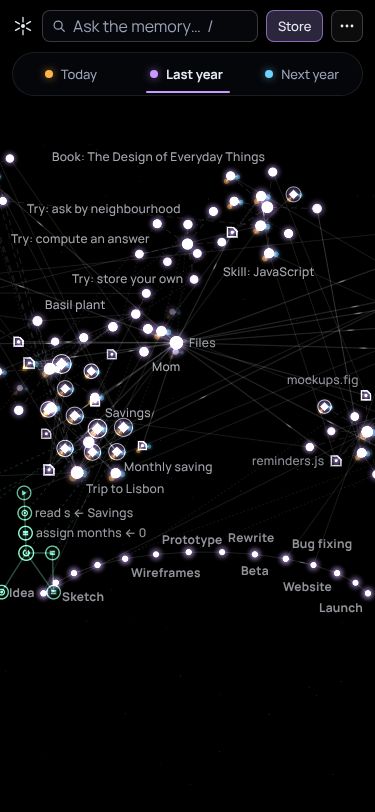 Ask the memory... /
Store
Today
Last year
Next year
Book: The Design of Everyday Things
Try: ask by neighbourhood
Try: compute an answer
Skill: JavaScript
Try: store your own
Basil plant
Files
Mom
mockups.fig
Savings
reminders.js
Monthly saving
Trip to Lisbon
read s ← Savings
assign months ← 0
Prototype
Rewrite
Bug fixing
Wireframes
Beta
Website
Idea
Sketch
Launch